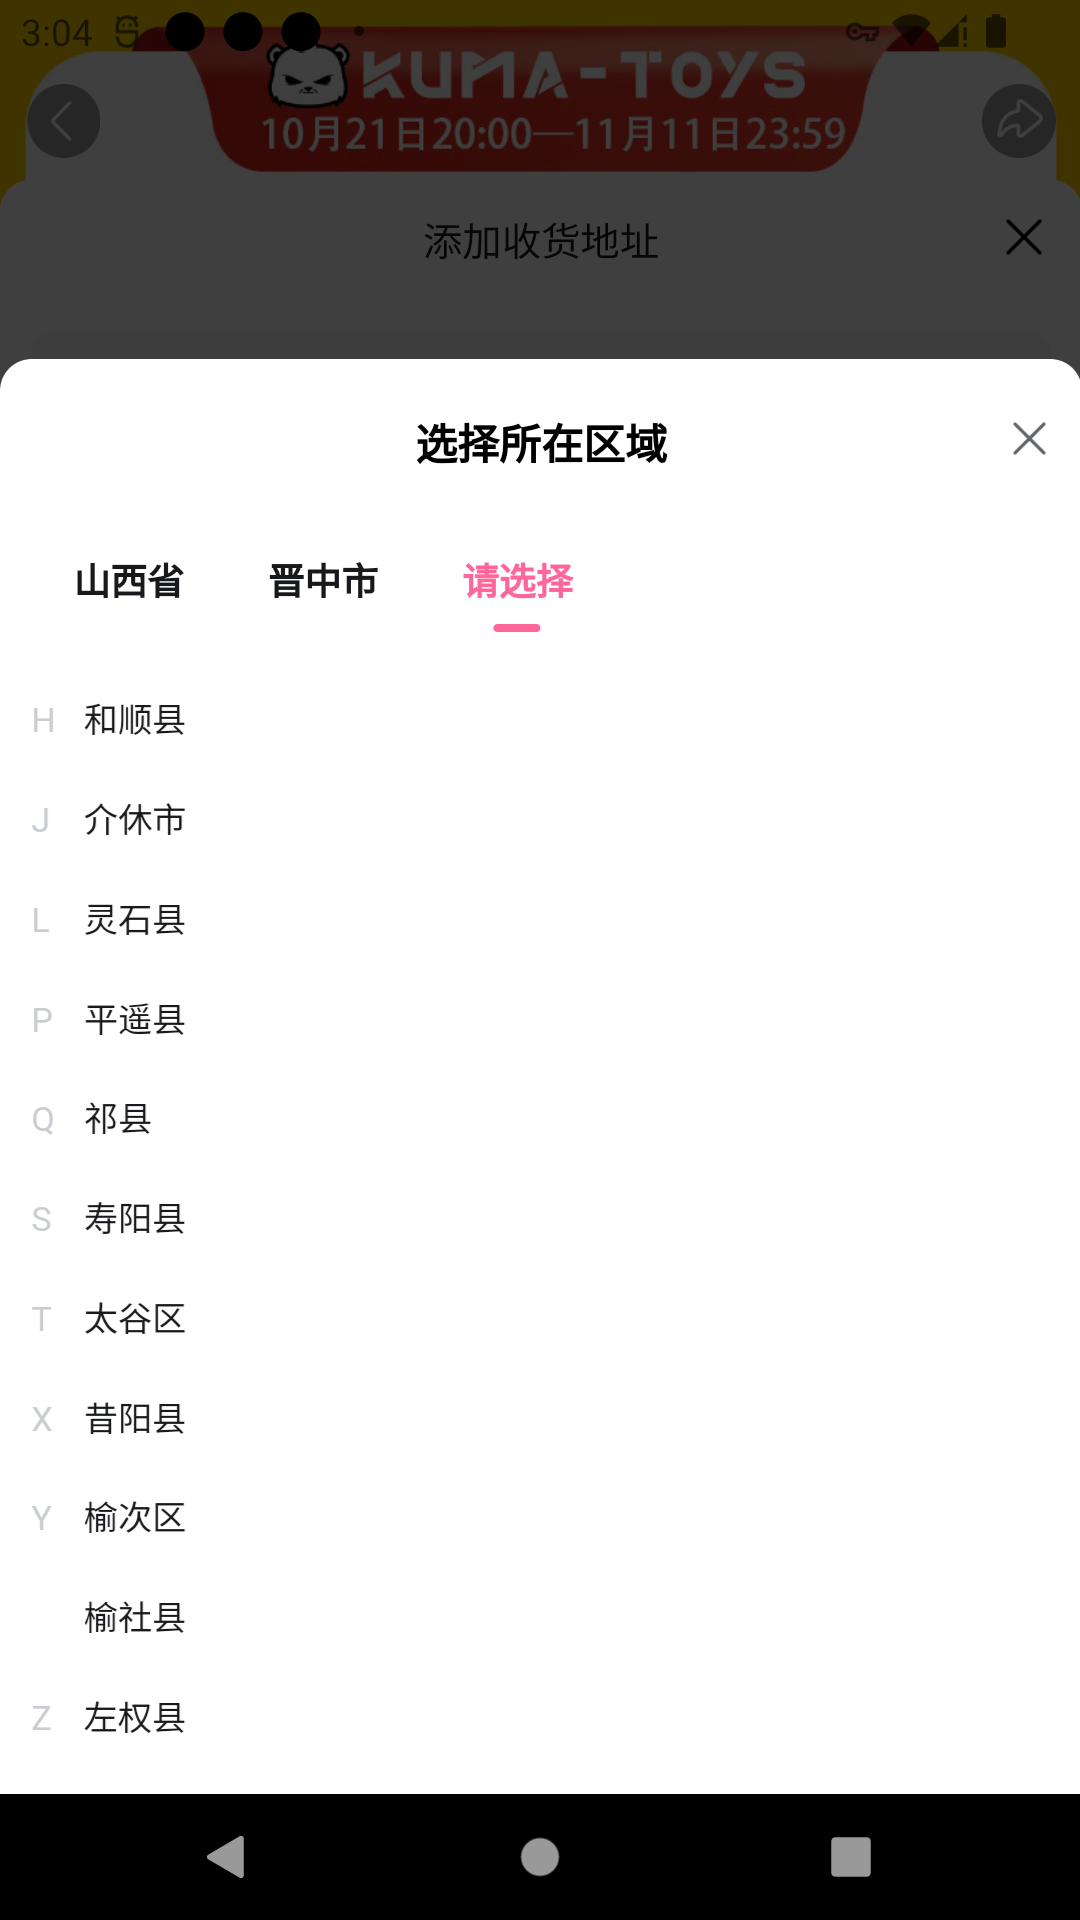 3:04
KUMA-TOYS
10月21日20:00—11月11日23:59
添加收货地址
选择所在区域
山西省 晋中市 请选择
H 和顺县
J 介休市
L 灵石县
P 平遥县
Q 祁县
S 寿阳县
T 太谷区
X 昔阳县
Y 榆次区
榆社县
Z 左权县